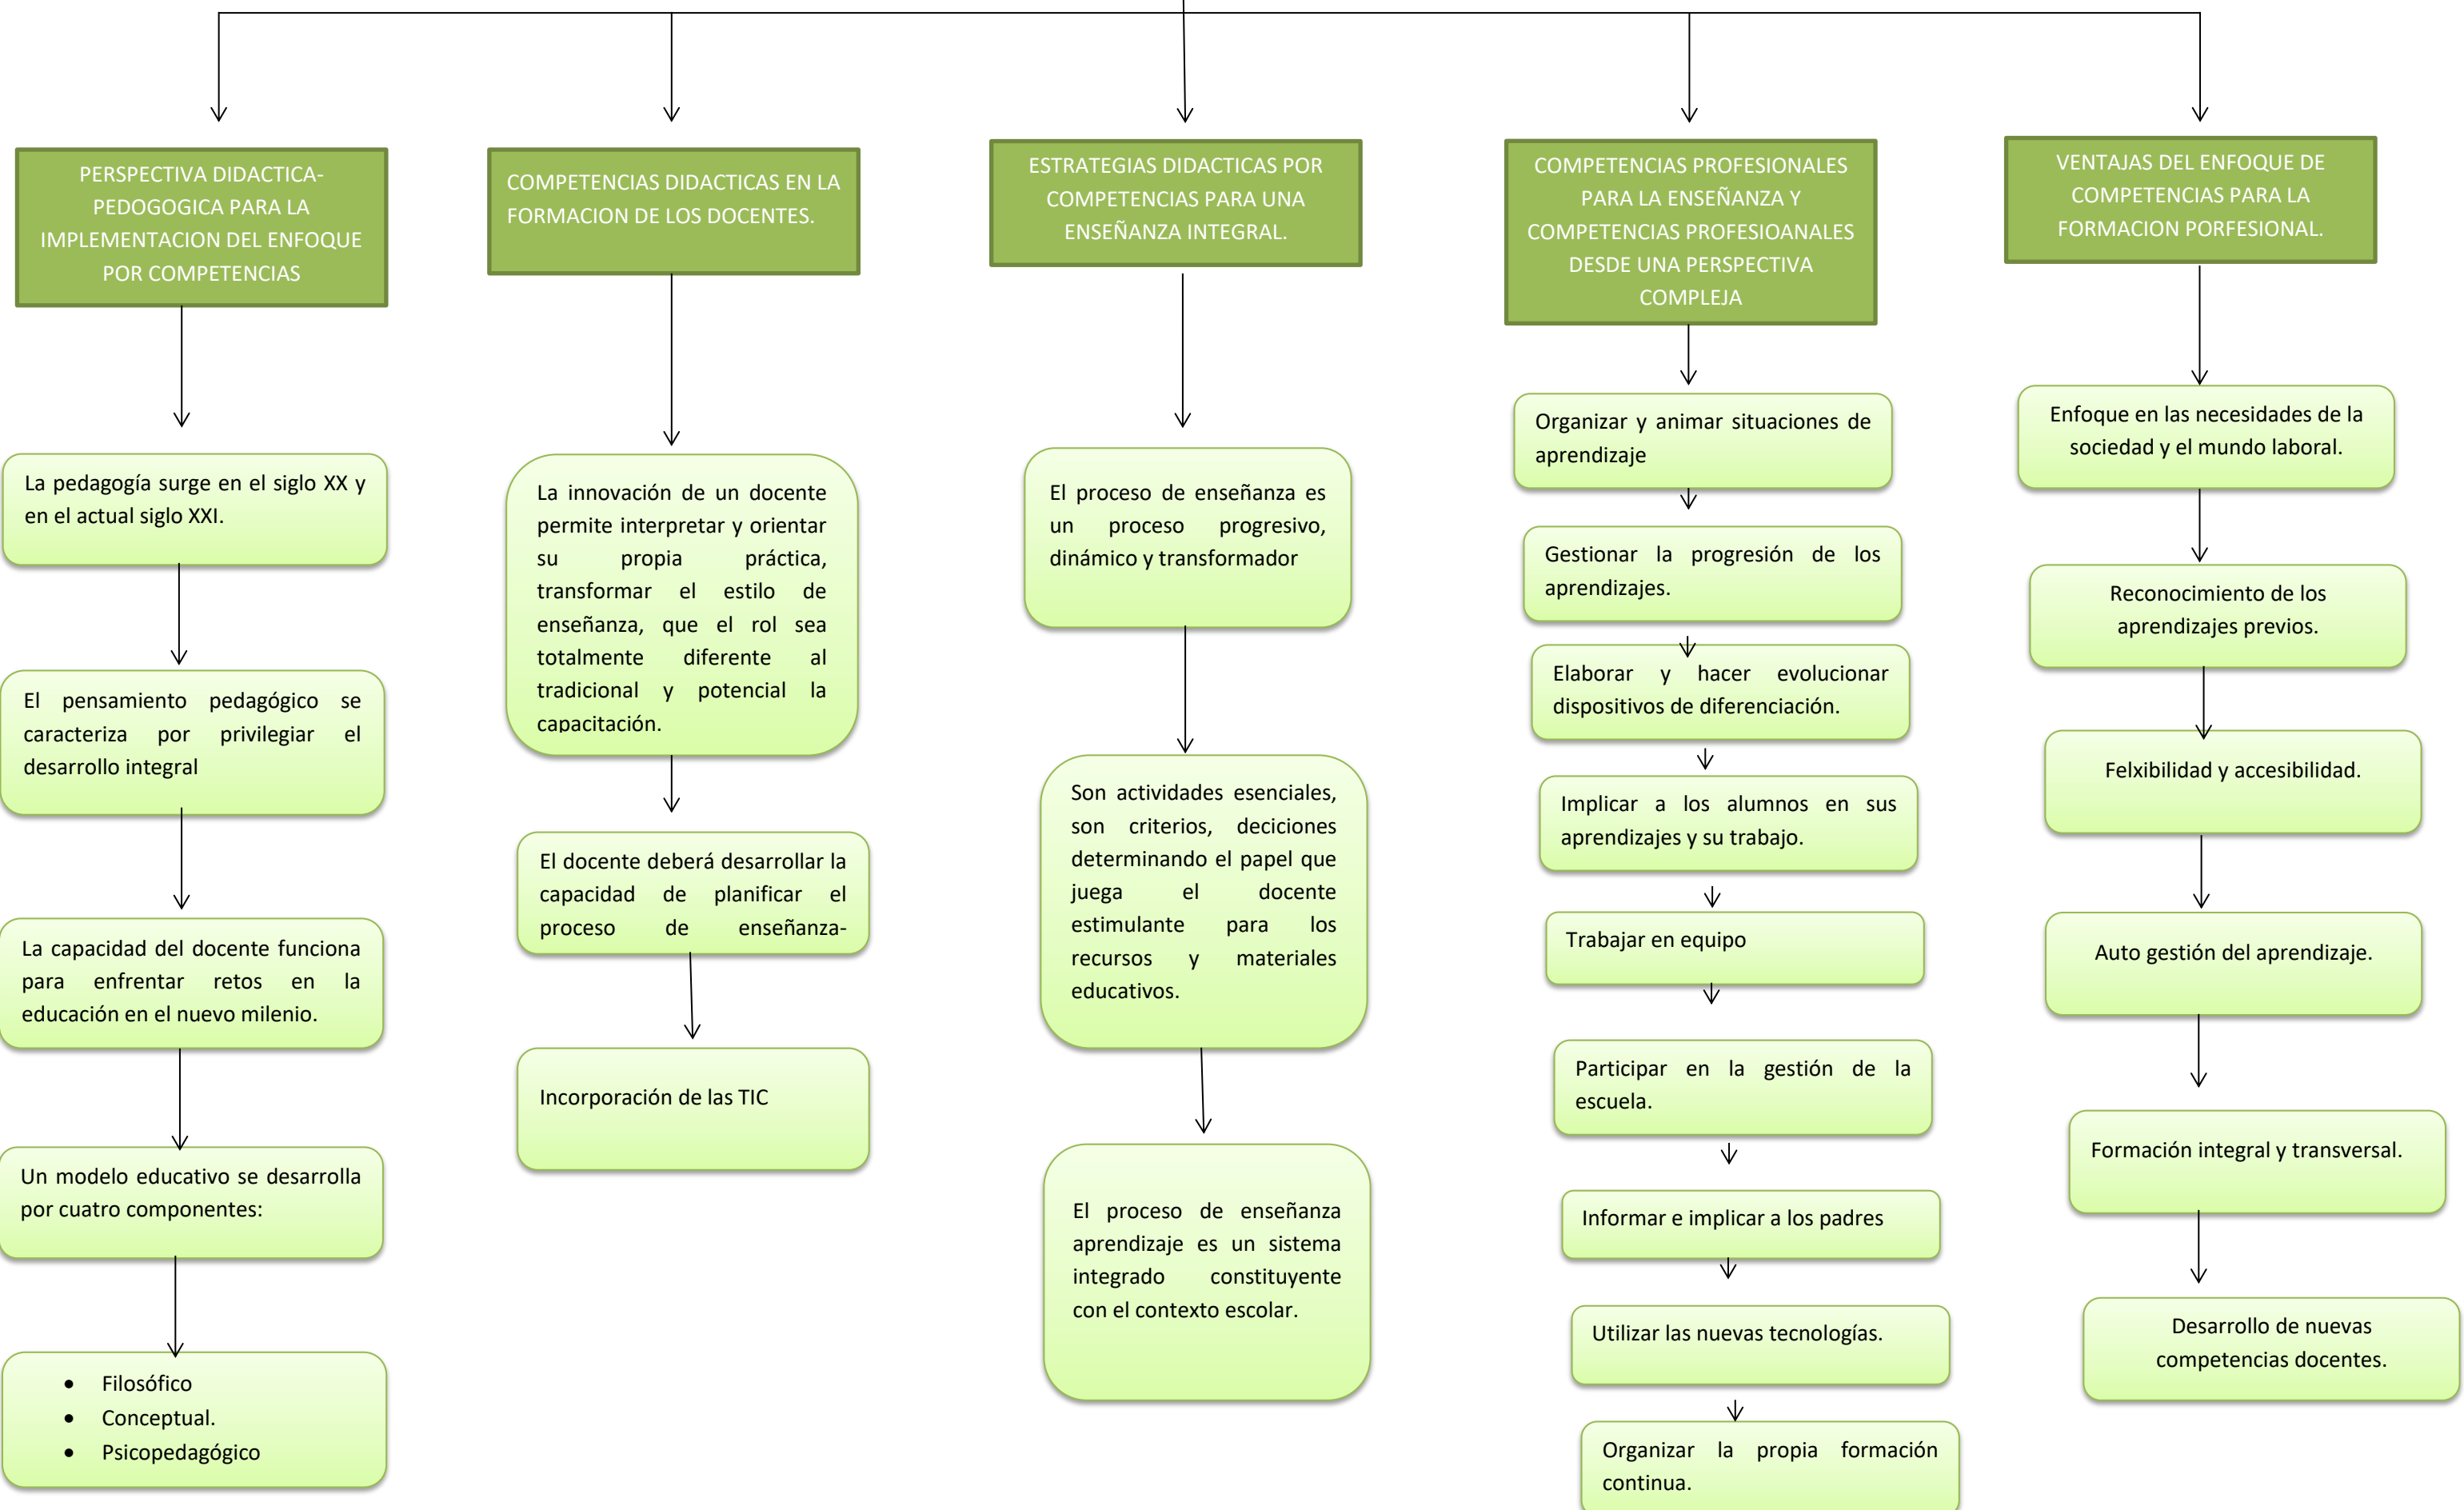 PERSPECTIVA DIDACTICA-
PEDOGOGICA PARA LA
IMPLEMENTACION DEL ENFOQUE
POR COMPETENCIAS
La pedagogía surge en el siglo XX y
en el actual siglo XXI.
El pensamiento pedagógico se
caracteriza por privilegiar el
desarrollo integral
La capacidad del docente funciona
para enfrentar retos en la
educación en el nuevo milenio.
Un modelo educativo se desarrolla
por cuatro componentes:
• Filosófico
• Conceptual.
• Psicopedagógico
COMPETENCIAS DIDACTICAS EN LA
FORMACION DE LOS DOCENTES.
La innovación de un docente
permite interpretar y orientar
su propia práctica,
transformar el estilo de
enseñanza, que el rol sea
totalmente diferente al
tradicional y potencial la
capacitación.
El docente deberá desarrollar la
capacidad de planificar el
proceso de enseñanza-
Incorporación de las TIC
ESTRATEGIAS DIDACTICAS POR
COMPETENCIAS PARA UNA
ENSEÑANZA INTEGRAL.
El proceso de enseñanza es
un proceso progresivo,
dinámico y transformador
Son actividades esenciales,
son criterios, deciciones
determinando el papel que
juega el docente
estimulante para los
recursos y materiales
educativos.
El proceso de enseñanza
aprendizaje es un sistema
integrado constituyente
con el contexto escolar.
COMPETENCIAS PROFESIONALES
PARA LA ENSEÑANZA Y
COMPETENCIAS PROFESIOANALES
DESDE UNA PERSPECTIVA
COMPLEJA
Organizar y animar situaciones de
aprendizaje
Gestionar la progresión de los
aprendizajes.
Elaborar y hacer evolucionar
dispositivos de diferenciación.
Implicar a los alumnos en sus
aprendizajes y su trabajo.
Trabajar en equipo
Participar en la gestión de la
escuela.
Informar e implicar a los padres
Utilizar las nuevas tecnologías.
Organizar la propia formación
continua.
VENTAJAS DEL ENFOQUE DE
COMPETENCIAS PARA LA
FORMACION PORFESIONAL.
Enfoque en las necesidades de la
sociedad y el mundo laboral.
Reconocimiento de los
aprendizajes previos.
Felxibilidad y accesibilidad.
Auto gestión del aprendizaje.
Formación integral y transversal.
Desarrollo de nuevas
competencias docentes.